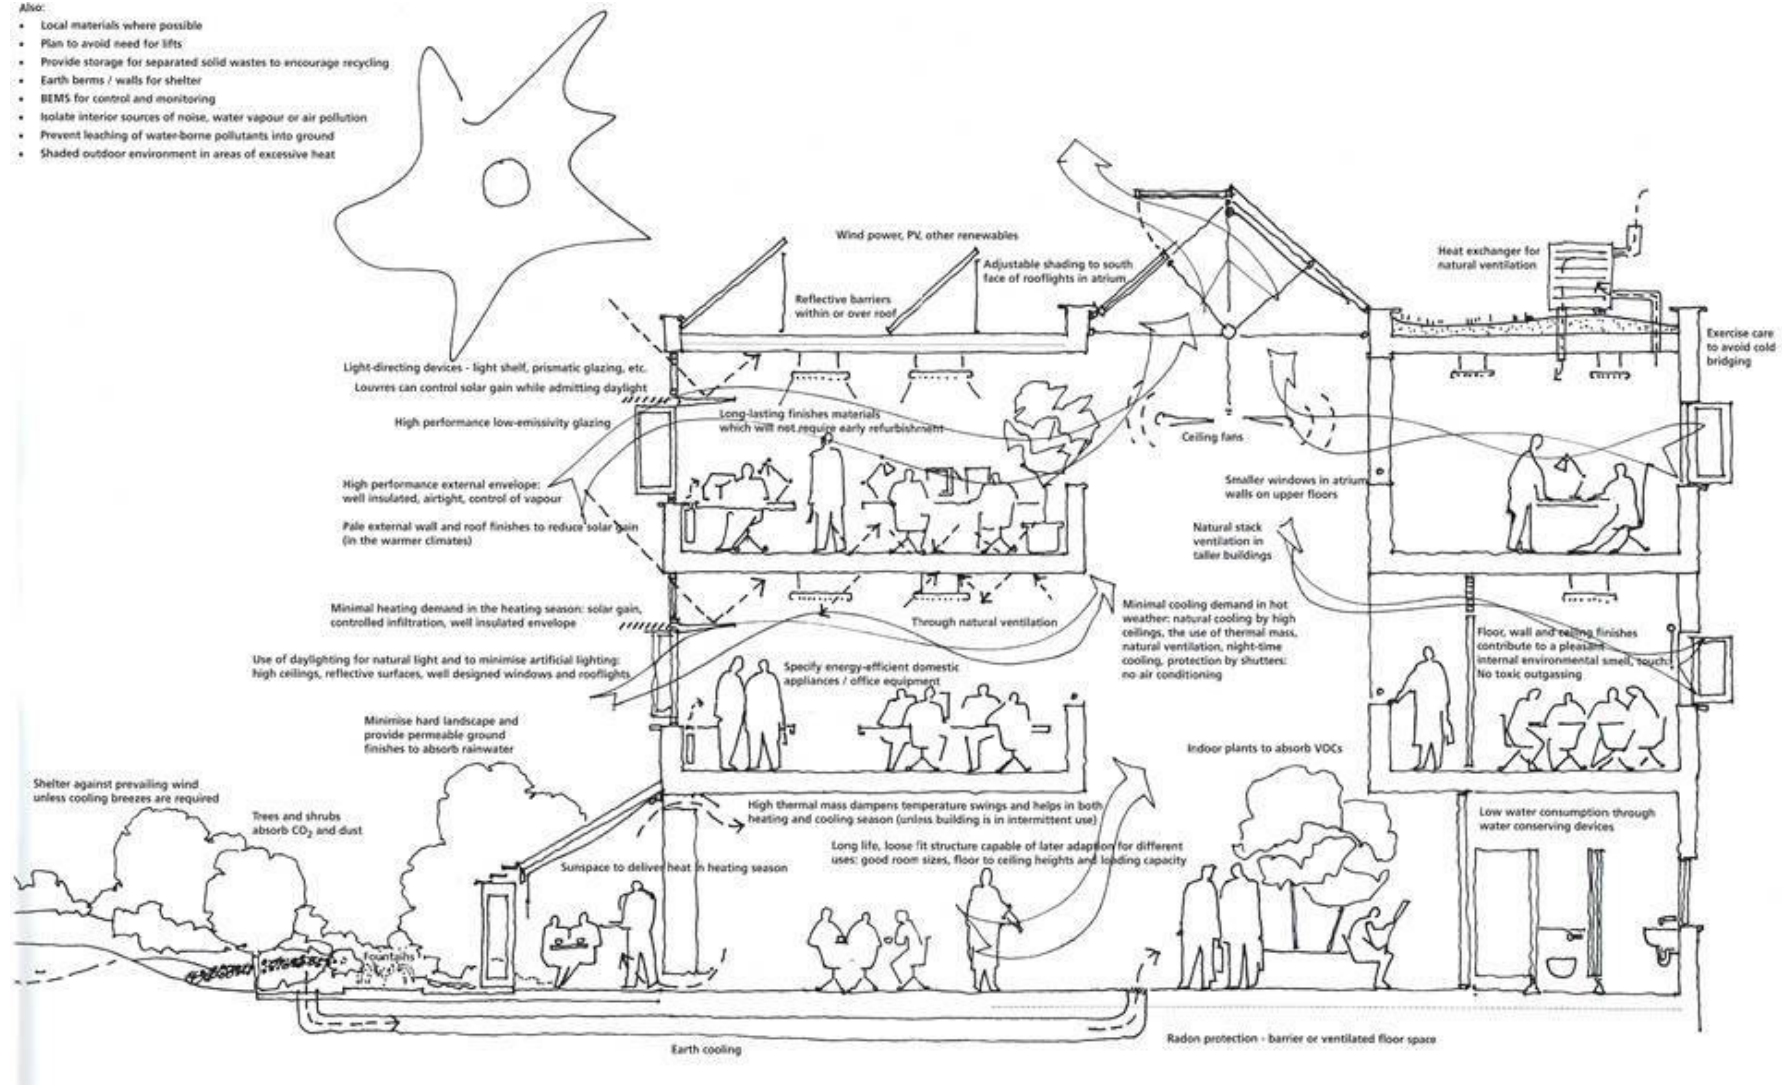 Also:
• Local materials where possible
• Plan to avoid need for lifts
• Provide storage for separated solid wastes to encourage recycling
• Earth berms / walls for shelter
• BEMS for control and monitoring
• Isolate interior sources of noise, water vapour or air pollution
• Prevent leaching of water-borne pollutants into ground
• Shaded outdoor environment in areas of excessive heat
Wind power, PV, other renewables
Adjustable shading to south
face of rooflights in atrium
Reflective barriers
within or over roof
Heat exchanger for
natural ventilation
Exercise care
to avoid cold
bridging
Light-directing devices - light shelf, prismatic glazing, etc.
Louvres can control solar gain while admitting daylight
High performance low-emissivity glazing
Long-lasting finishes materials
which will not require early refurbishment
Ceiling fans
High performance external envelope:
well insulated, airtight, control of vapour
Pale external wall and roof finishes to reduce solar gain
(in the warmer climates)
Smaller windows in atrium
walls on upper floors
Natural stack
ventilation in
taller buildings
Minimal heating demand in the heating season: solar gain,
controlled infiltration, well insulated envelope
Through natural ventilation
Minimal cooling demand in hot
weather: natural cooling by high
ceilings, the use of thermal mass,
natural ventilation, night-time
cooling, protection by shutters:
no air conditioning
Floor, wall and ceiling finishes
contribute to a pleasant
internal environmental smell, touch:
No toxic outgassing
Use of daylighting for natural light and to minimise artificial lighting:
high ceilings, reflective surfaces, well designed windows and rooflights
Specify energy-efficient domestic
appliances / office equipment
Minimise hard landscape and
provide permeable ground
finishes to absorb rainwater
Indoor plants to absorb VOCs
Shelter against prevailing wind
unless cooling breezes are required
Trees and shrubs
absorb CO2 and dust
High thermal mass dampens temperature swings and helps in both
heating and cooling season (unless building is in intermittent use)
Low water consumption through
water conserving devices
Long life, loose fit structure capable of later adaption for different
uses: good room sizes, floor to ceiling heights and loading capacity
Sunspace to deliver heat in heating season
Fountains
Earth cooling
Radon protection - barrier or ventilated floor space